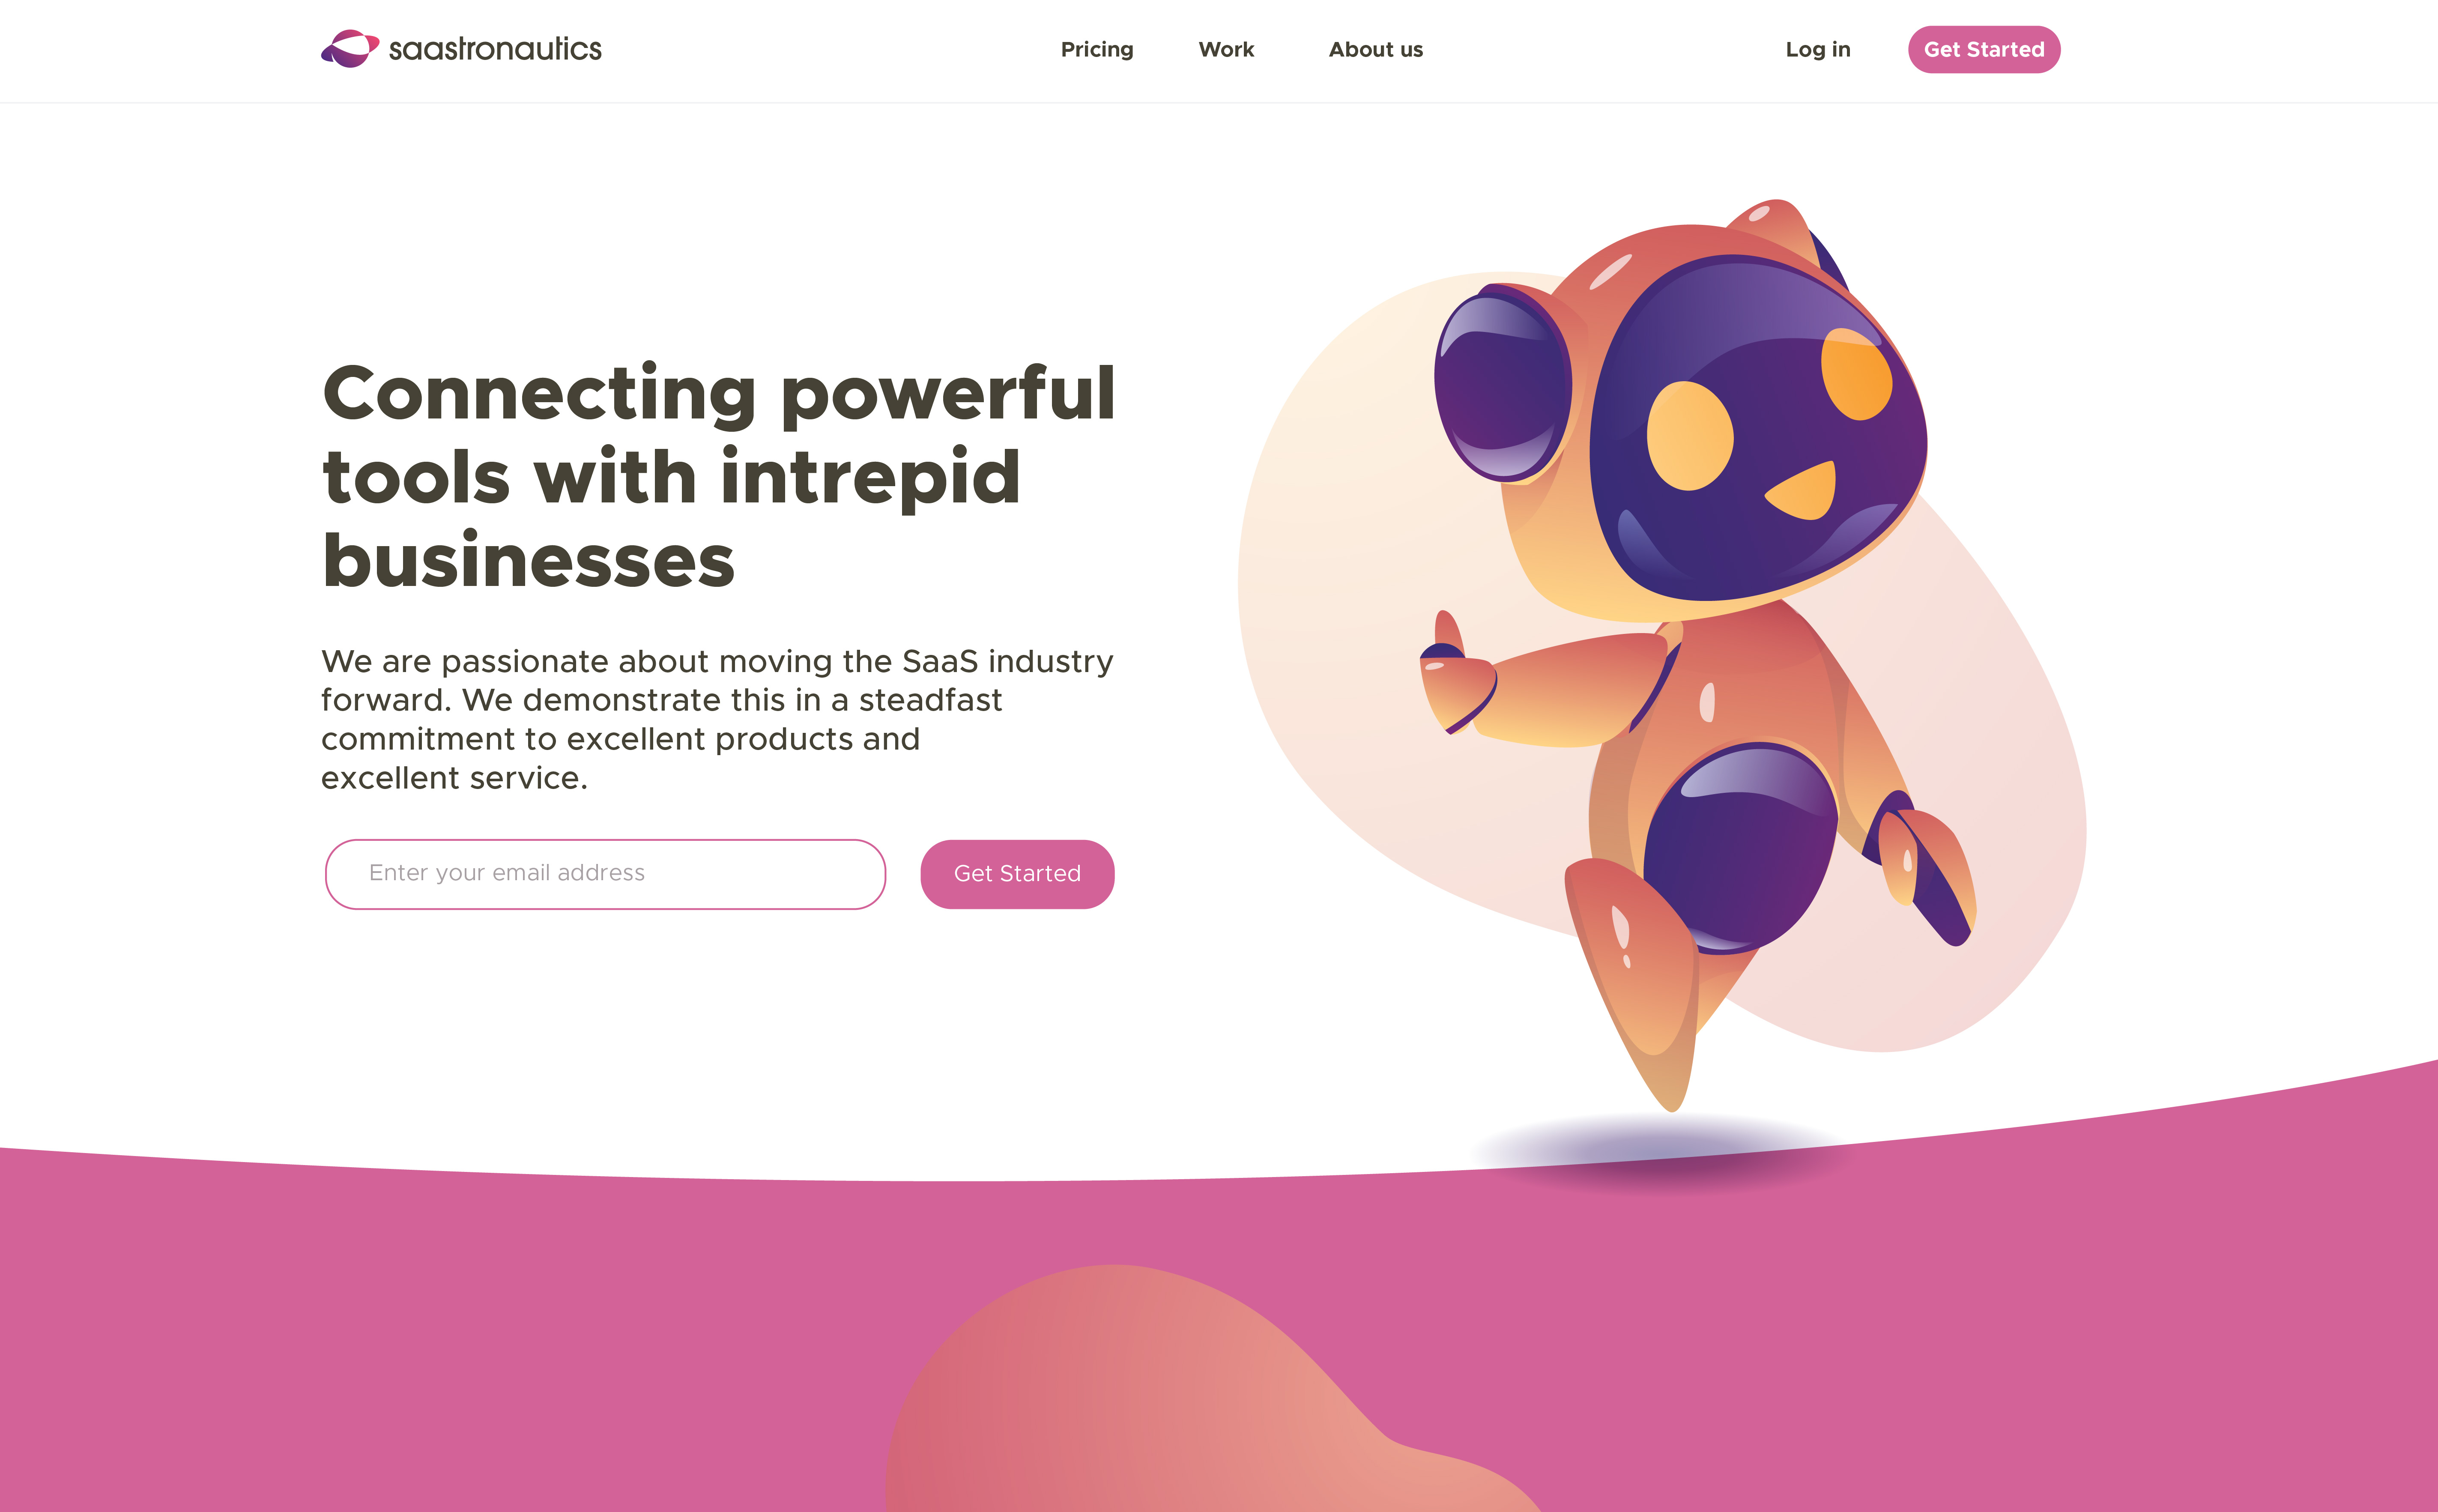 saastronautics
Pricing
Work
About us
Log in
Get Started
Connecting powerful
tools with intrepid
businesses
We are passionate about moving the SaaS industry
forward. We demonstrate this in a steadfast
commitment to excellent products and
excellent service.
Enter your email address
Get Started